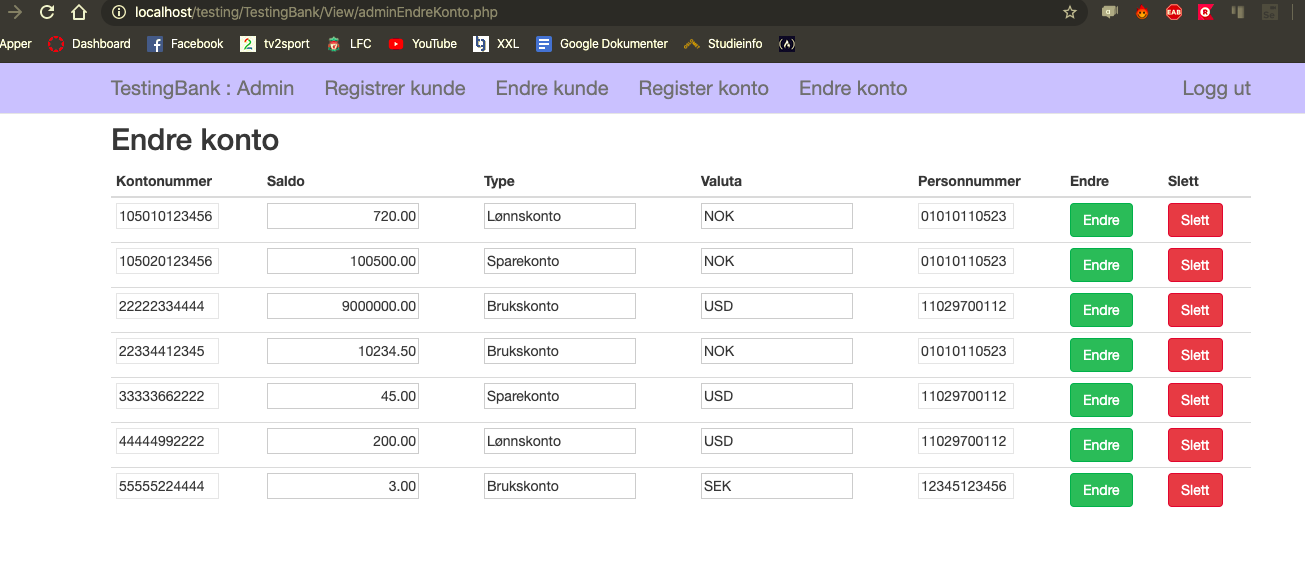 localhost/testing/TestingBank/View/adminEndreKonto.php
Apper Dashboard Facebook 2 tv2sport LFC YouTube XXL Google Dokumenter Studieinfo
TestingBank : Admin Registrer kunde Endre kunde Register konto Endre konto Logg ut
Endre konto
Kontonummer Saldo Type Valuta Personnummer Endre Slett
105010123456 720.00 Lønnskonto NOK 01010110523 Endre Slett
105020123456 100500.00 Sparekonto NOK 01010110523 Endre Slett
22222334444 9000000.00 Brukskonto USD 11029700112 Endre Slett
22334412345 10234.50 Brukskonto NOK 01010110523 Endre Slett
33333662222 45.00 Sparekonto USD 11029700112 Endre Slett
44444992222 200.00 Lønnskonto USD 11029700112 Endre Slett
55555224444 3.00 Brukskonto SEK 12345123456 Endre Slett